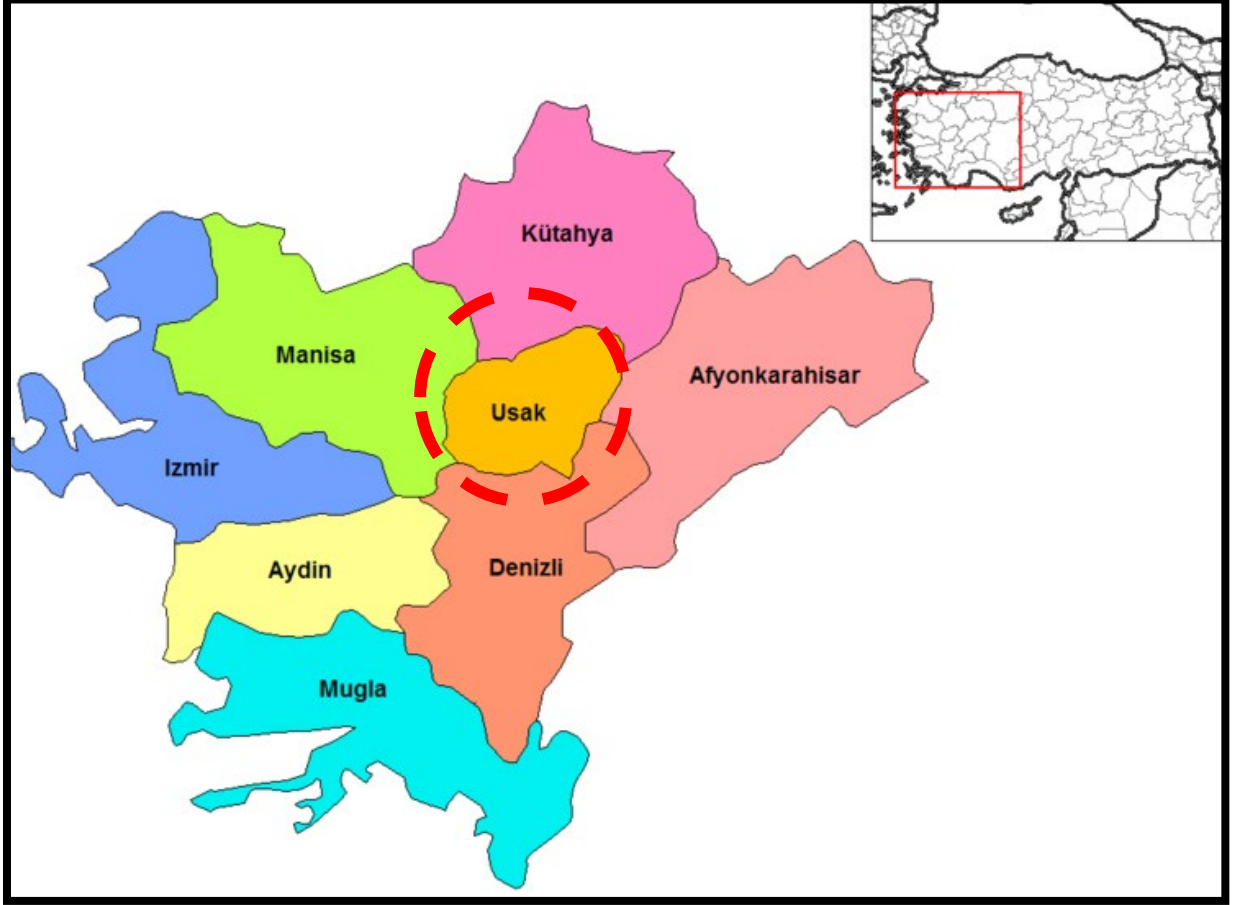 Kütahya
Manisa
Afyonkarahisar
Usak
Izmir
Aydin
Denizli
Mugla